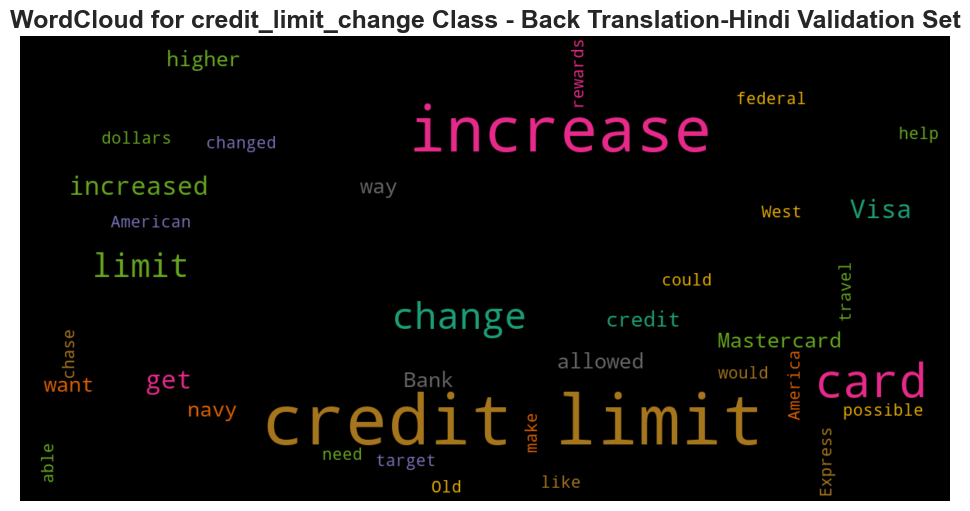 WordCloud for credit_limit_change Class - Back Translation-Hindi Validation Set
higher
rewards
federal
increase
help
dollars
changed
increased
way
American
West
Visa
limit
could
travel
change
credit
Mastercard
chase
allowed
want
get
Bank
would
America
card
navy
credit limit
possible
make
able
need
target
Express
Old
like